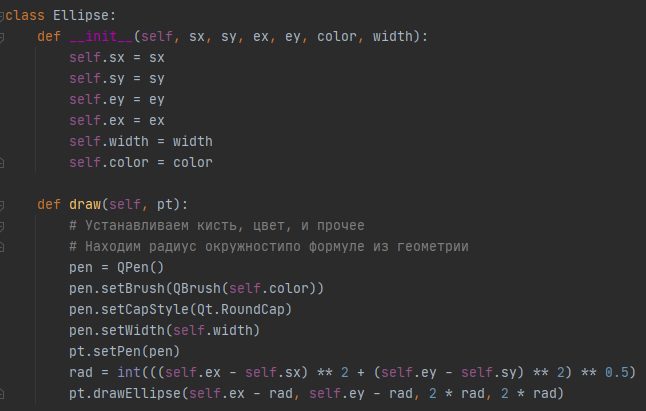 class Ellipse:
    def __init__(self, sx, sy, ex, ey, color, width):
        self.sx = sx
        self.sy = sy
        self.ey = ey
        self.ex = ex
        self.width = width
        self.color = color

    def draw(self, pt):
        # Устанавливаем кисть, цвет, и прочее
        # Находим радиус окружностипо формуле из геометрии
        pen = QPen()
        pen.setBrush(QBrush(self.color))
        pen.setCapStyle(Qt.RoundCap)
        pen.setWidth(self.width)
        pt.setPen(pen)
        rad = int(((self.ex - self.sx) ** 2 + (self.ey - self.sy) ** 2) ** 0.5)
        pt.drawEllipse(self.ex - rad, self.ey - rad, 2 * rad, 2 * rad)